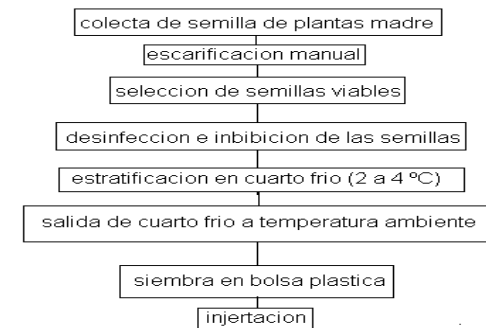 colecta de semilla de plantas madre
escarificacion manual
seleccion de semillas viables
desinfeccion e inbibicion de las semillas
estratificacion en cuarto frio (2 a 4 ºC)
salida de cuarto frio a temperatura ambiente
siembra en bolsa plastica
injertacion